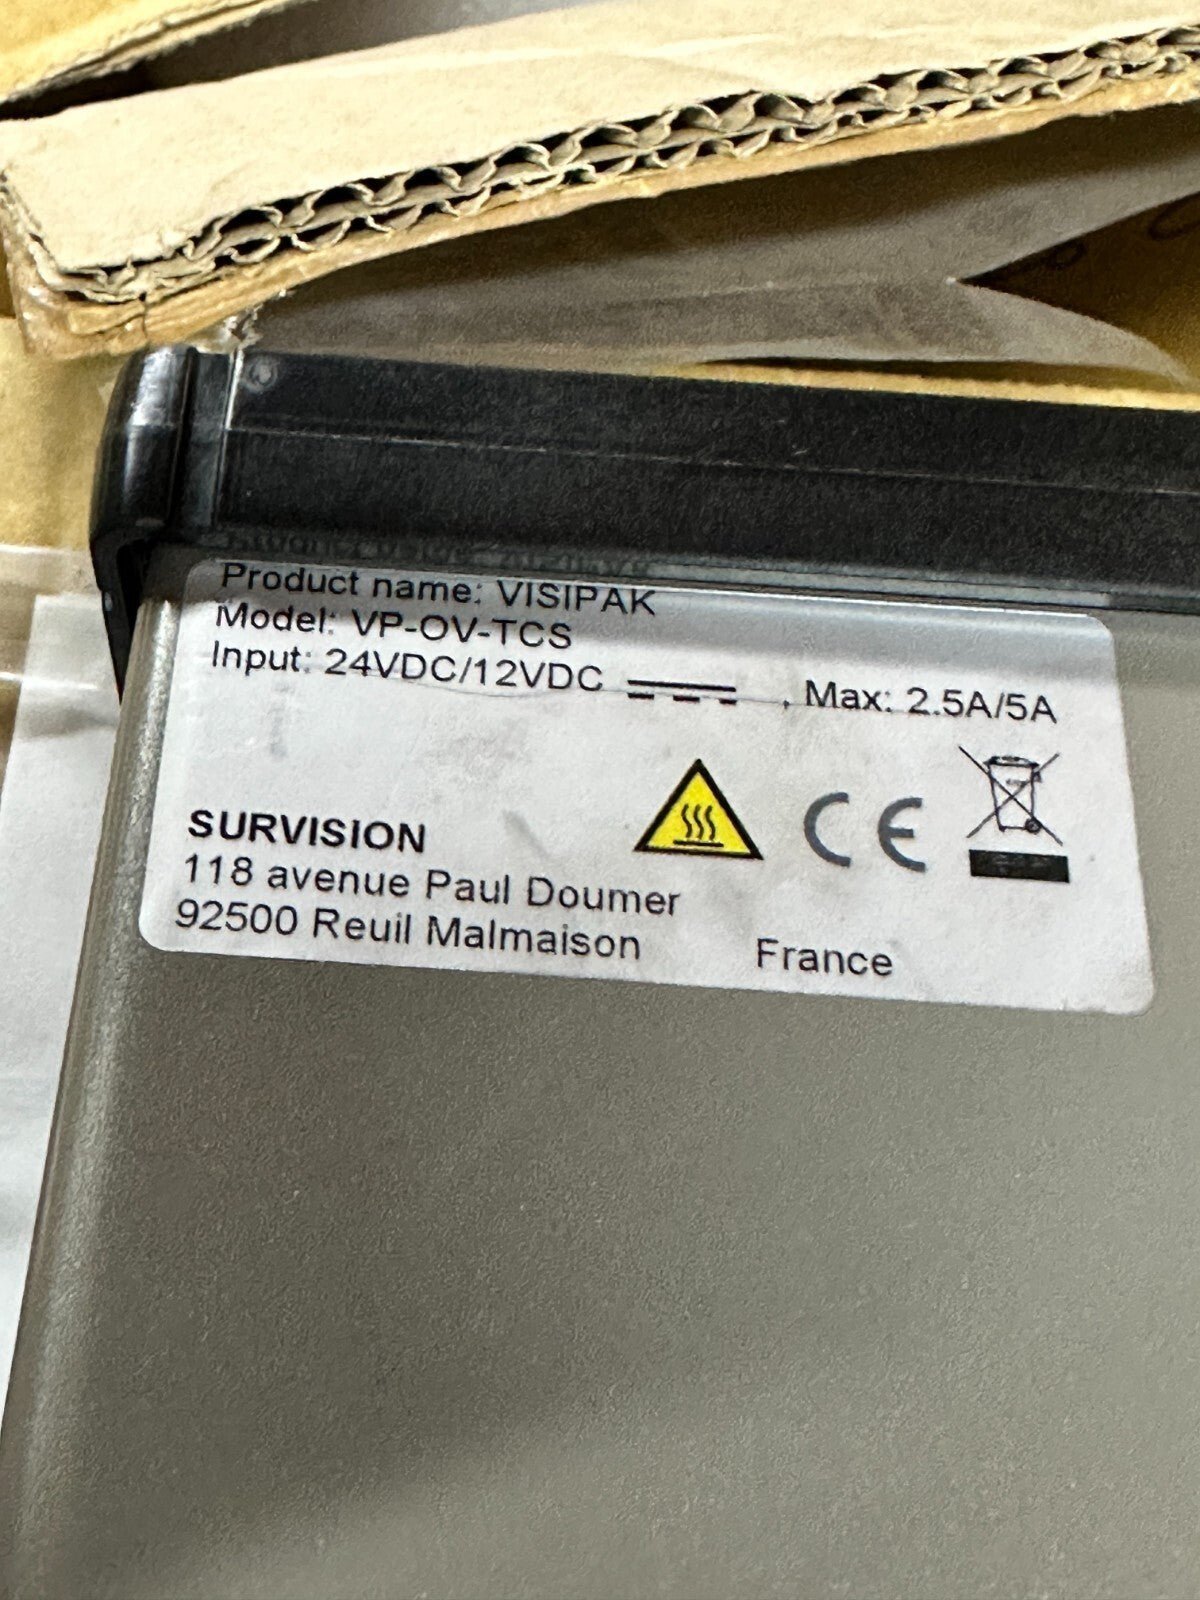 Product name: VISIPAK
Model: VP-OV-TCS
Input: 24VDC/12VDC , Max: 2.5A/5A
SURVISION
118 avenue Paul Doumer
92500 Reuil Malmaison France
CE